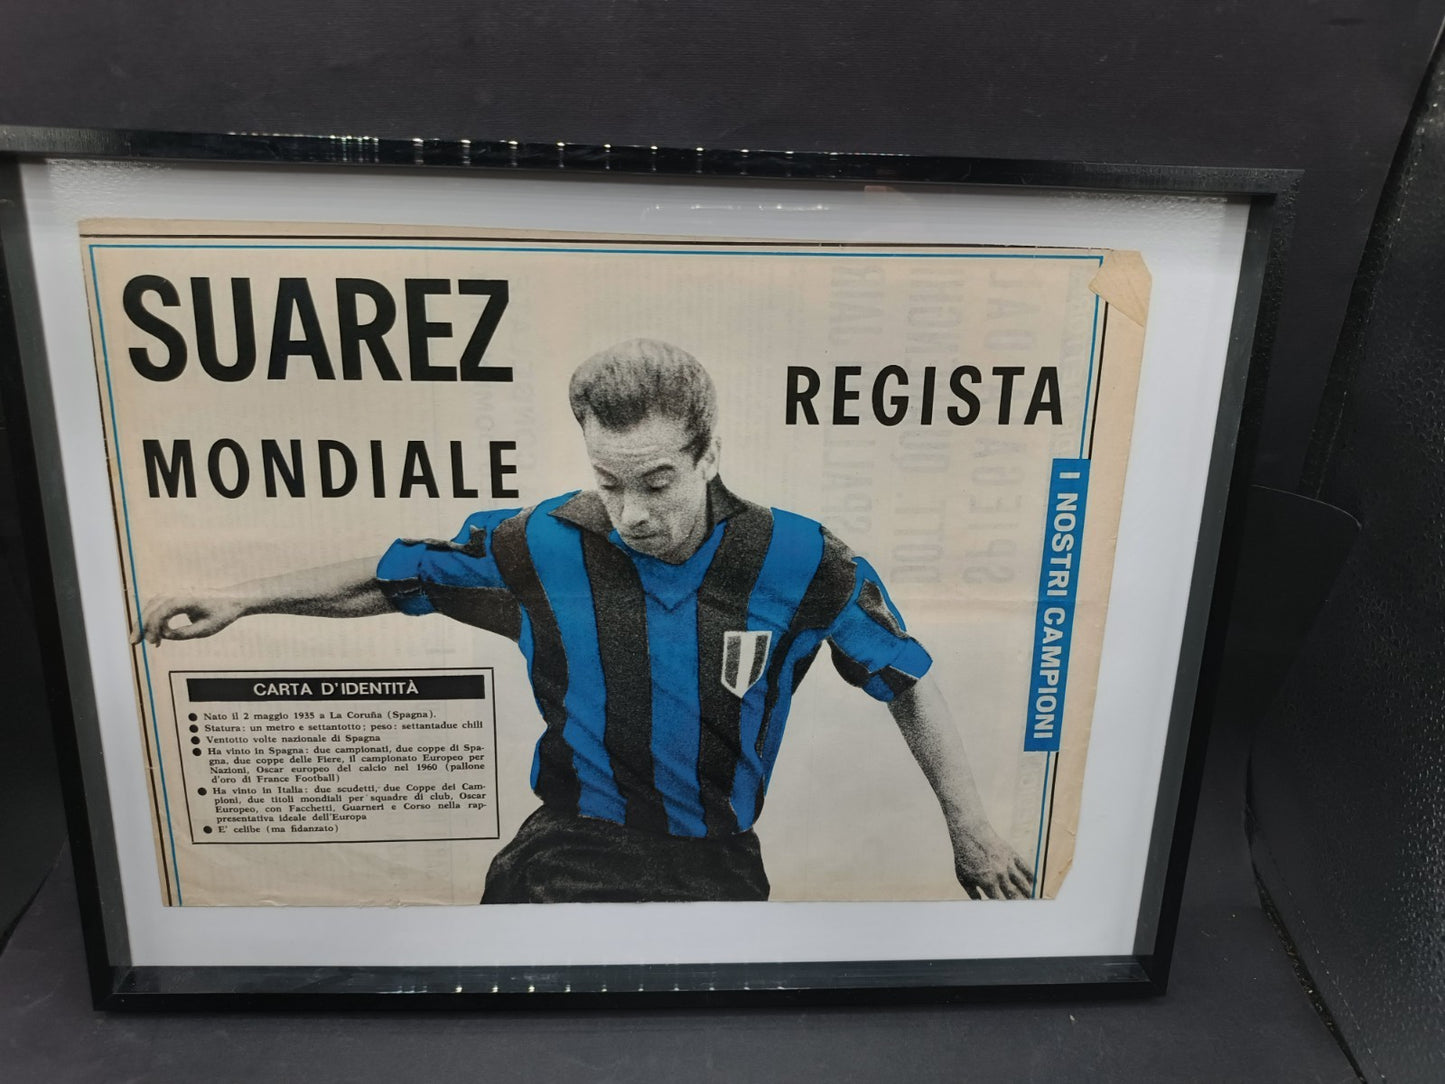 SUAREZ
REGISTA
MONDIALE
I NOSTRI CAMPIONI
CARTA D'IDENTITÀ
● Nato il 2 maggio 1935 a La Coruña (Spagna).
● Statura: un metro e settantotto; peso: settantadue chili
● Ventotto volte nazionale di Spagna
● Ha vinto in Spagna: due campionati, due coppe di Spa-
gna, due coppe delle Fiere, il campionato Europeo per
Nazioni, Oscar europeo del calcio nel 1960 (pallone
d'oro di France Football)
● Ha vinto in Italia: due scudetti, due Coppe dei Cam-
pioni, due titoli mondiali per squadre di club, Oscar
Europeo, con Facchetti, Guarneri e Corso nella rap-
presentativa ideale dell'Europa
● E' celibe (ma fidanzato)